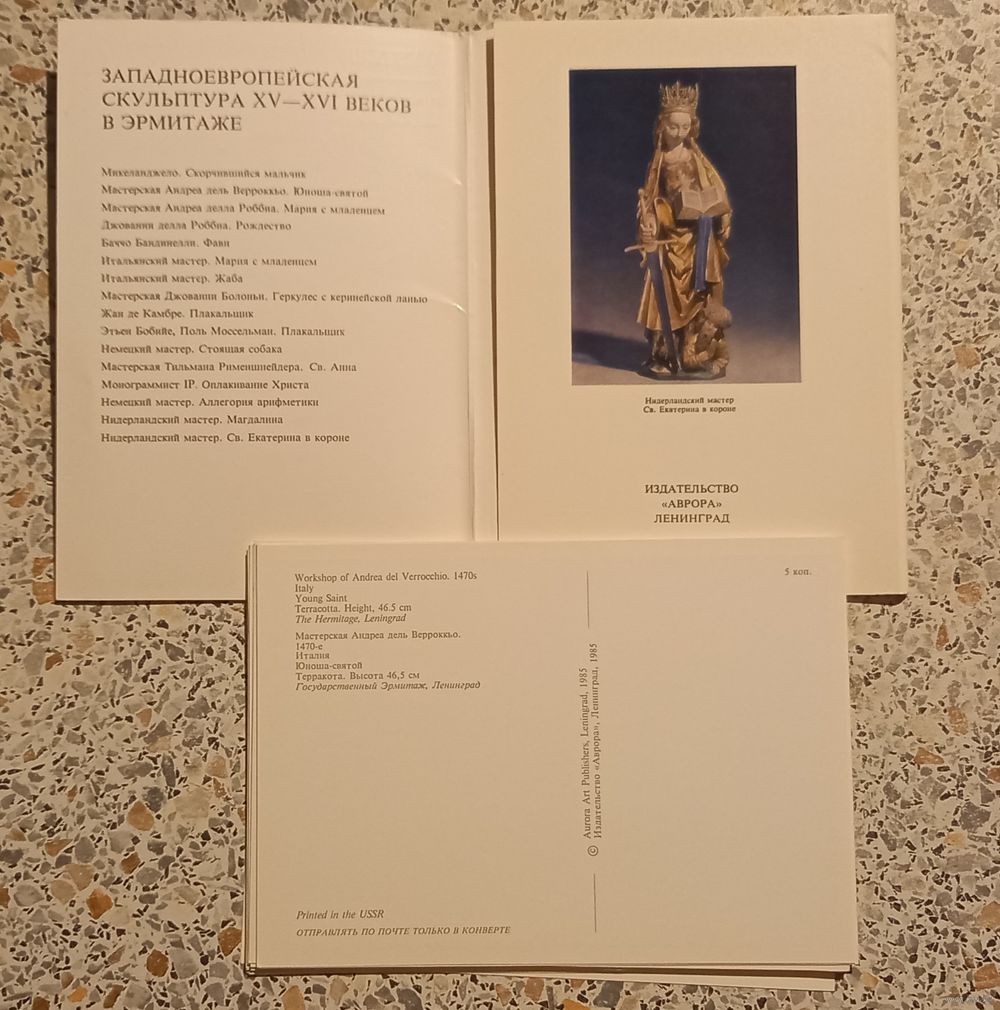 ЗАПАДНОЕВРОПЕЙСКАЯ
СКУЛЬПТУРА XV—XVI ВЕКОВ
В ЭРМИТАЖЕ
Микеланджело. Скорчившийся мальчик
Мастерская Андреа дель Верроккьо. Юноша-святой
Мастерская Андреа делла Роббиа. Мария с младенцем
Джованни делла Роббиа. Рождество
Баччо Бандинелли. Фавн
Итальянский мастер. Мария с младенцем
Итальянский мастер. Жаба
Мастерская Джованни Болоньи. Геркулес с керинейской ланью
Жан де Камбре. Плакальщик
Этьен Бобийе, Поль Моссельман. Плакальщик
Немецкий мастер. Стоящая собака
Мастерская Тильмана Рименшнейдера. Св. Анна
Монограммист IP. Оплакивание Христа
Немецкий мастер. Аллегория арифметики
Нидерландский мастер. Магдалина
Нидерландский мастер. Св. Екатерина в короне
Нидерландский мастер
Св. Екатерина в короне
ИЗДАТЕЛЬСТВО
«АВРОРА»
ЛЕНИНГРАД
Workshop of Andrea del Verrocchio. 1470s
Italy
Young Saint
Terracotta. Height, 46.5 cm
The Hermitage, Leningrad
Мастерская Андреа дель Верроккьо.
1470-е
Италия
Юноша-святой
Терракота. Высота 46,5 см
Государственный Эрмитаж, Ленинград
5 коп.
© Aurora Art Publishers, Leningrad, 1985
Издательство «Аврора», Ленинград, 1985
Printed in the USSR
ОТПРАВЛЯТЬ ПО ПОЧТЕ ТОЛЬКО В КОНВЕРТЕ